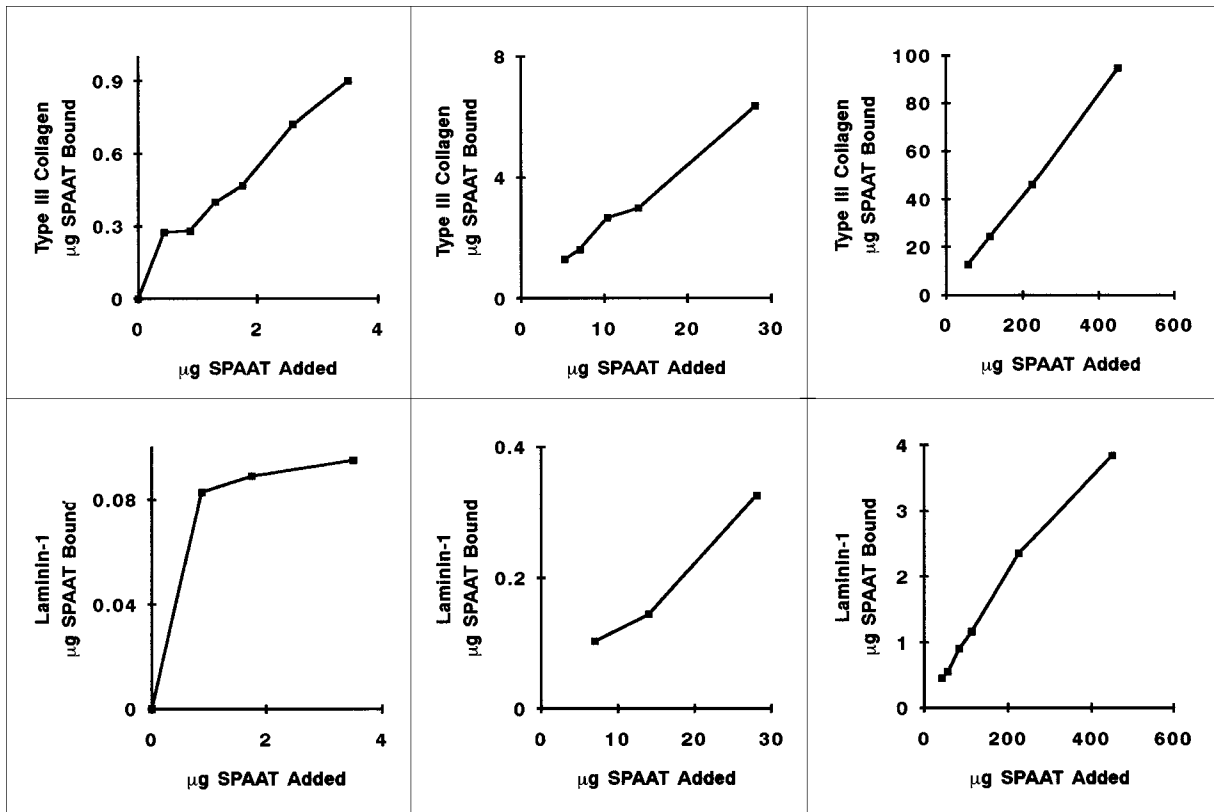 Type III Collagen
µg SPAAT Bound
0.9
0.6
0.3
0
0 2 4
µg SPAAT Added
Type III Collagen
µg SPAAT Bound
8
4
0
0 10 20 30
µg SPAAT Added
Type III Collagen
µg SPAAT Bound
100
80
60
40
20
0
0 200 400 600
µg SPAAT Added
Laminin-1
µg SPAAT Bound
0.08
0.04
0
0 2 4
µg SPAAT Added
Laminin-1
µg SPAAT Bound
0.4
0.2
0
0 10 20 30
µg SPAAT Added
Laminin-1
µg SPAAT Bound
4
3
2
1
0
0 200 400 600
µg SPAAT Added